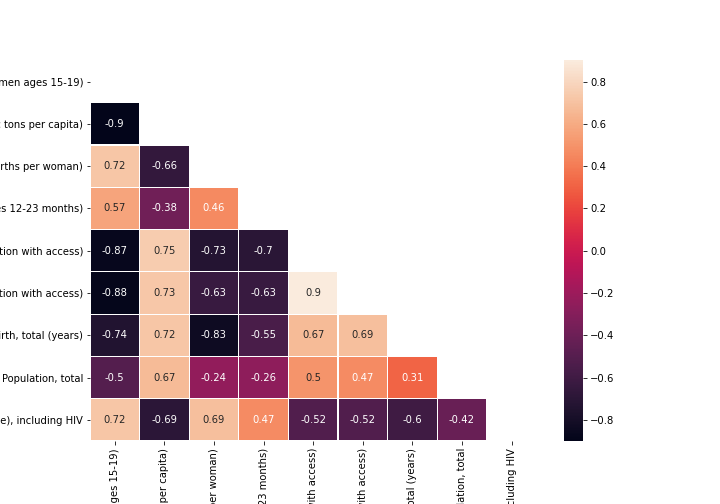 men ages 15-19)
tons per capita)
-0.9
rths per woman)
0.72 -0.66
s 12-23 months)
0.57 -0.38 0.46
tion with access)
-0.87 0.75 -0.73 -0.7
tion with access)
-0.88 0.73 -0.63 -0.63 0.9
irth, total (years)
-0.74 0.72 -0.83 -0.55 0.67 0.69
Population, total
-0.5 0.67 -0.24 -0.26 0.5 0.47 0.31
e), including HIV
0.72 -0.69 0.69 0.47 -0.52 -0.52 -0.6 -0.42
ges 15-19)
per capita)
er woman)
23 months)
ith access)
ith access)
tal (years)
ation, total
cluding HIV
0.8
0.6
0.4
0.2
0.0
−0.2
−0.4
−0.6
−0.8